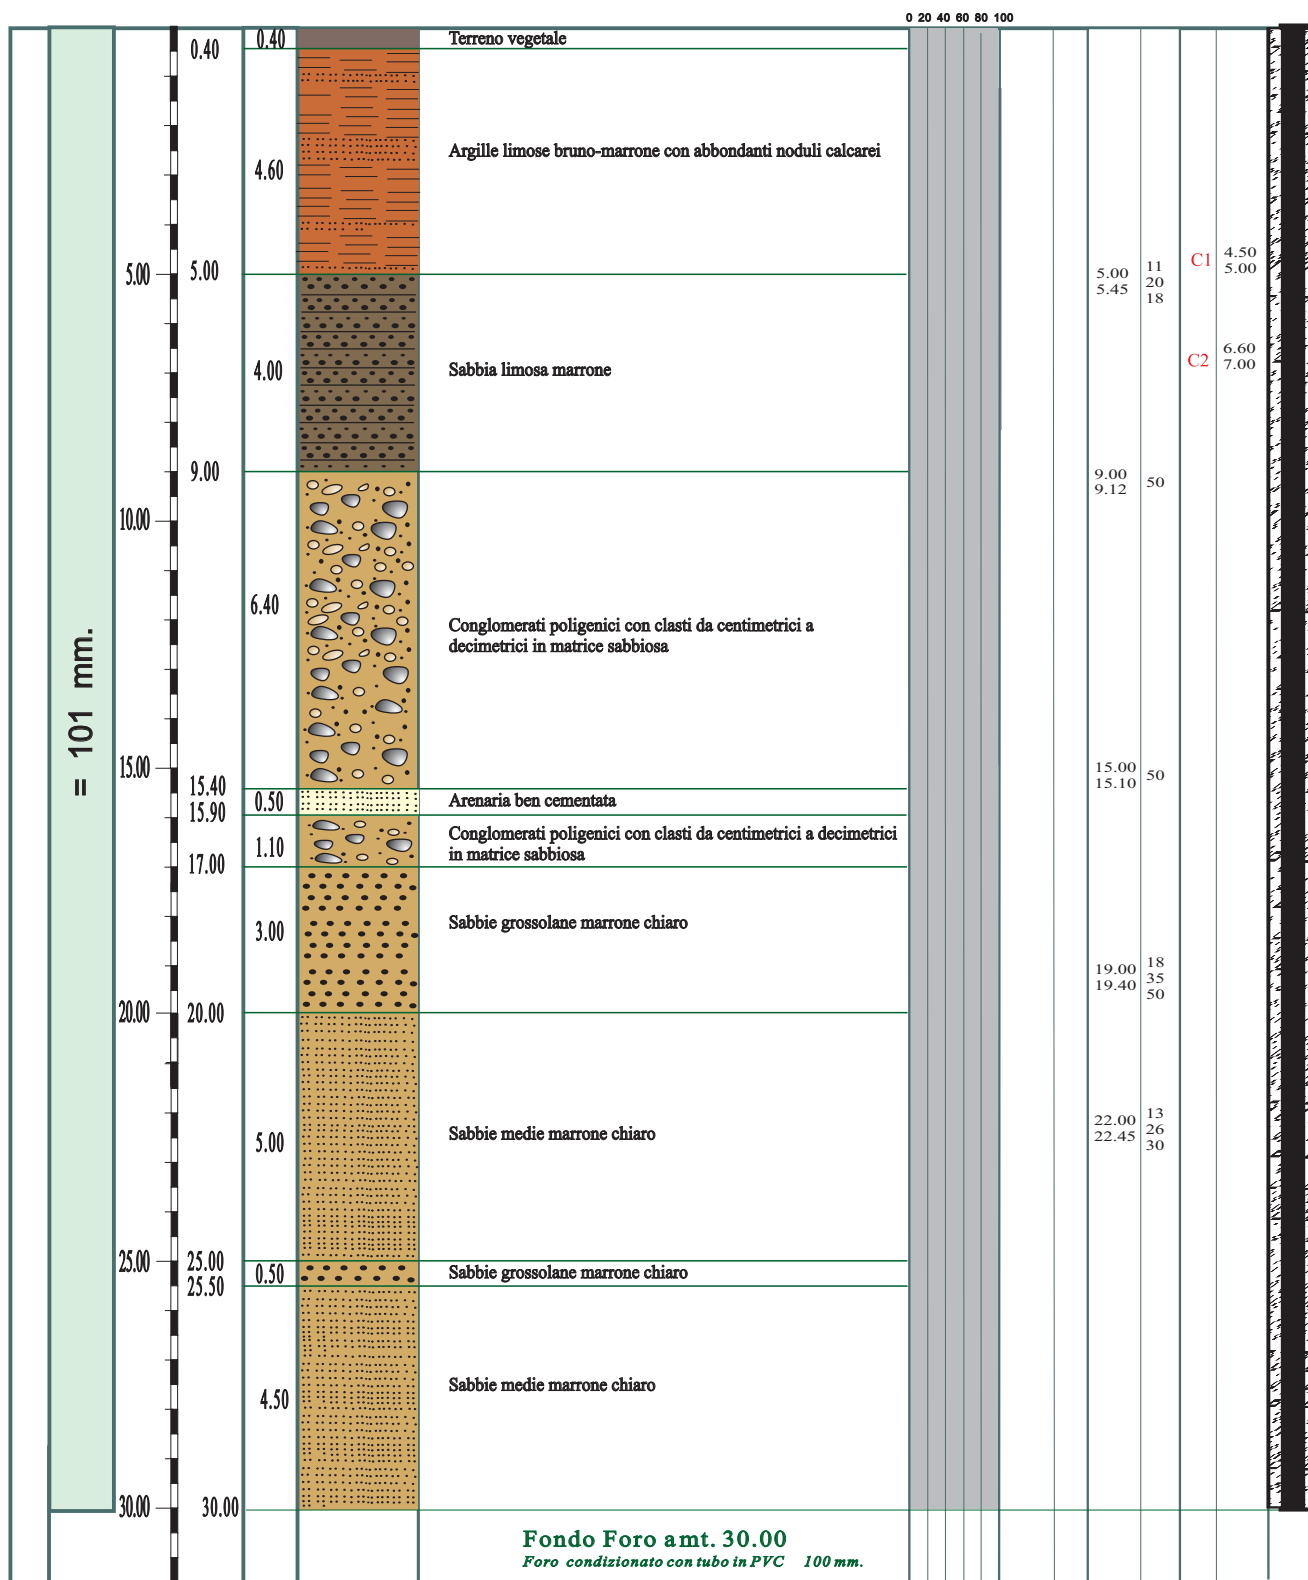 0 20 40 60 80 100
0.40
0.40
Terreno vegetale
4.60
Argille limose bruno-marrone con abbondanti noduli calcarei
5.00
5.00
5.00
5.45
11
20
18
C1
4.50
5.00
4.00
Sabbia limosa marrone
C2
6.60
7.00
9.00
9.00
9.12
50
10.00
6.40
Conglomerati poligenici con clasti da centimetrici a
decimetrici in matrice sabbiosa
= 101 mm.
15.00
15.00
15.10
50
15.40
0.50
Arenaria ben cementata
15.90
1.10
Conglomerati poligenici con clasti da centimetrici a decimetrici
in matrice sabbiosa
17.00
3.00
Sabbie grossolane marrone chiaro
19.00
19.40
18
35
50
20.00
20.00
5.00
Sabbie medie marrone chiaro
22.00
22.45
13
26
30
25.00
25.00
0.50
Sabbie grossolane marrone chiaro
25.50
4.50
Sabbie medie marrone chiaro
30.00
30.00
Fondo Foro a mt. 30.00
Foro condizionato con tubo in PVC 100 mm.